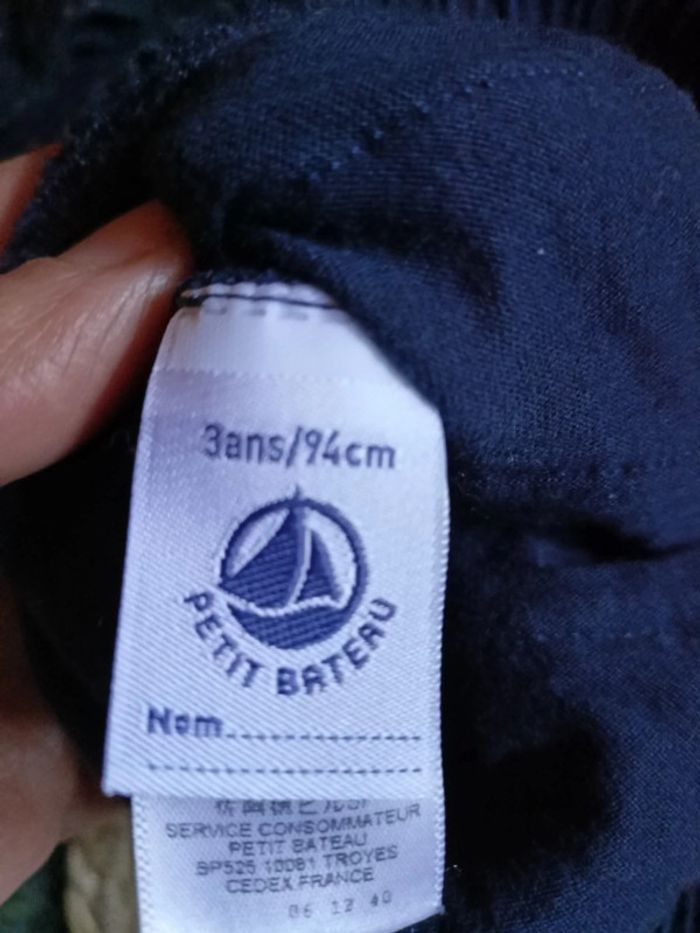 3ans/94cm
PETIT BATEAU
Nom
SERVICE CONSOMMATEUR
PETIT BATEAU
BP525 10081 TROYES
CEDEX FRANCE
06 12 40